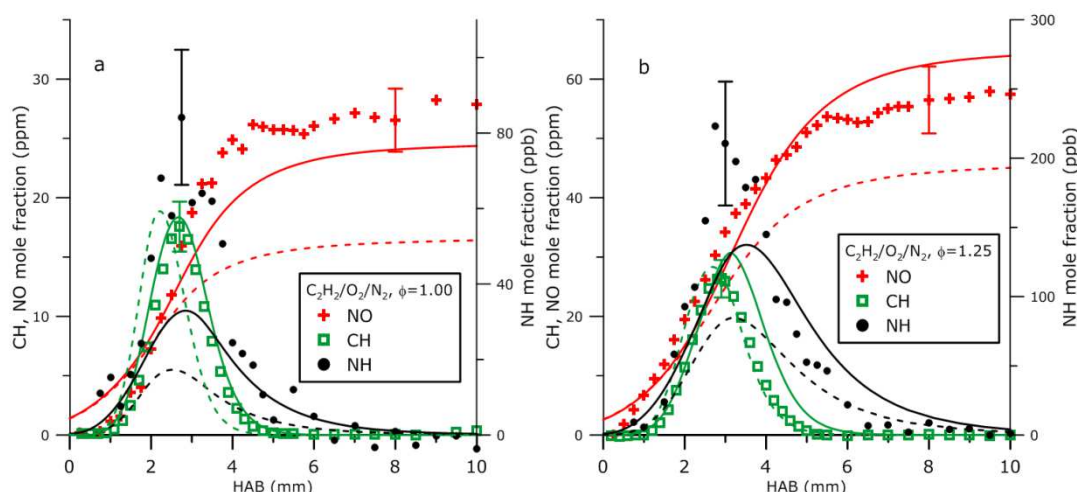 a
CH, NO mole fraction (ppm)
30
20
10
0
80
40
0
NH mole fraction (ppb)
C₂H₂/O₂/N₂, ϕ=1.00
NO
CH
NH
0 2 4 6 8 10
HAB (mm)
b
CH, NO mole fraction (ppm)
60
40
20
0
300
200
100
0
NH mole fraction (ppb)
C₂H₂/O₂/N₂, ϕ=1.25
NO
CH
NH
0 2 4 6 8 10
HAB (mm)